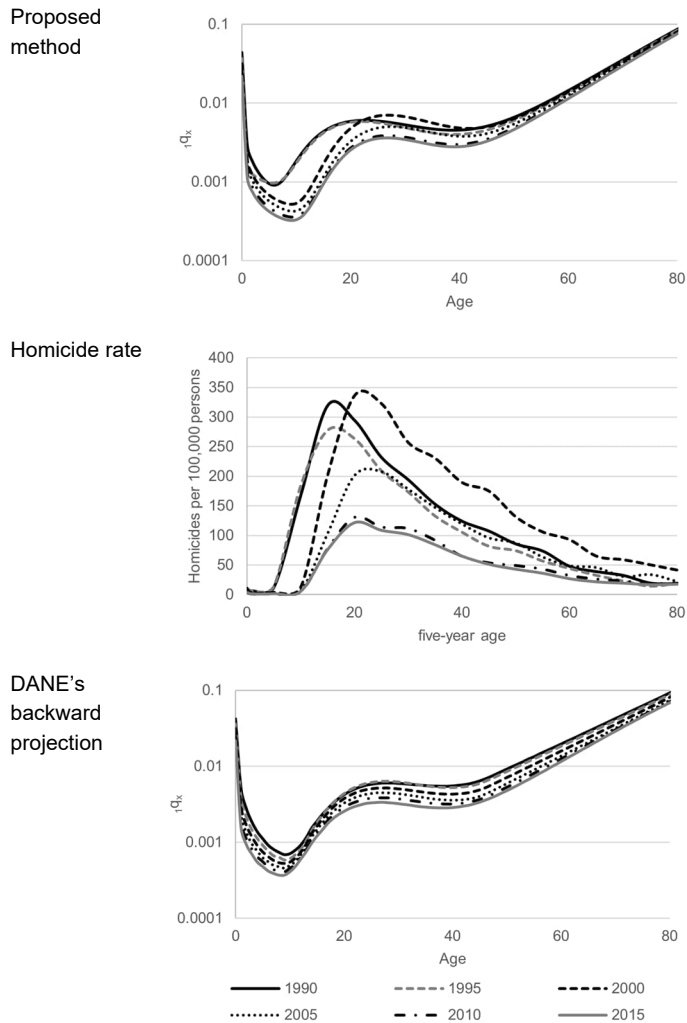 Proposed
method
0.1
0.01
0.001
0.0001
₁qₓ
0 20 40 60 80
Age
Homicide rate
400
350
300
250
200
150
100
50
0
Homicides per 100,000 persons
0 20 40 60 80
five-year age
DANE's
backward
projection
0.1
0.01
0.001
0.0001
₁qₓ
0 20 40 60 80
Age
1990 1995 2000
2005 2010 2015